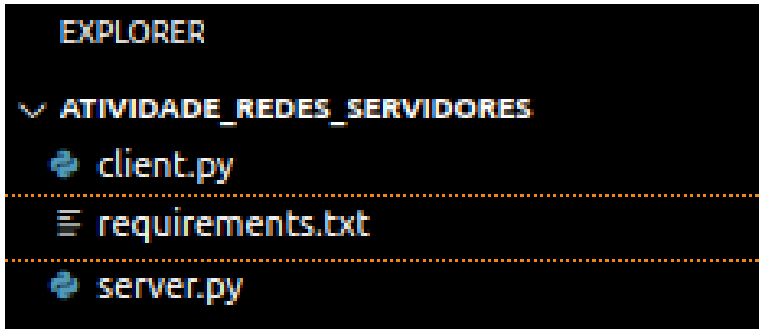 EXPLORER
ATIVIDADE_REDES_SERVIDORES
client.py
requirements.txt
server.py